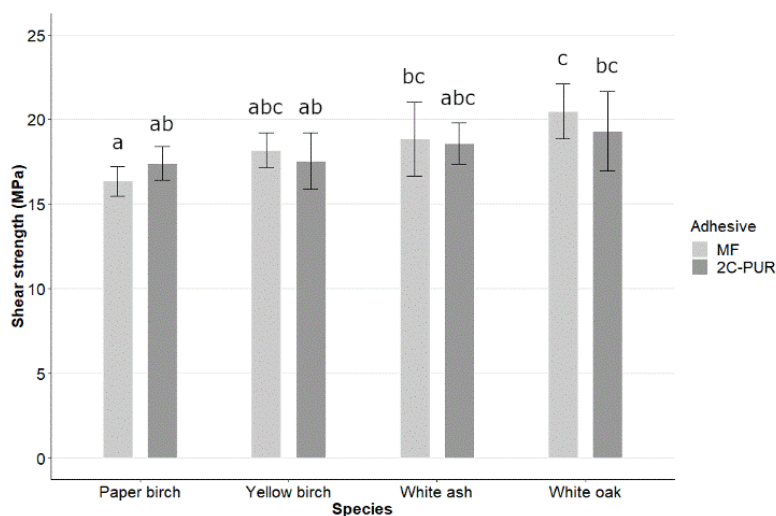 25
20
15
10
5
0
Shear strength (MPa)
a
ab
abc
ab
bc
abc
c
bc
Paper birch
Yellow birch
White ash
White oak
Species
Adhesive
MF
2C-PUR